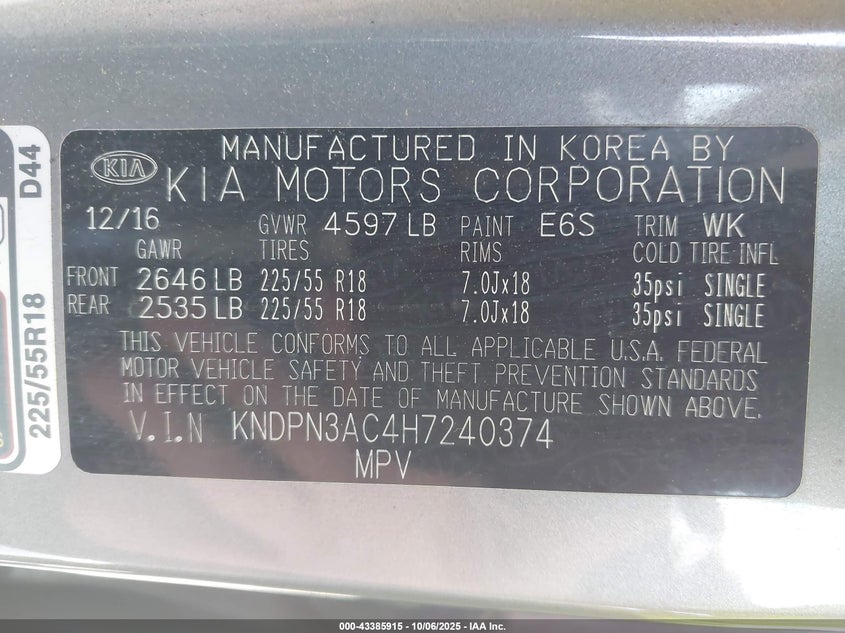 MANUFACTURED IN KOREA BY
KIA
KIA MOTORS CORPORATION
12/16 GVWR 4597 LB PAINT E6S TRIM WK
GAWR TIRES RIMS COLD TIRE INFL
FRONT 2646 LB 225/55 R18 7.0Jx18 35psi SINGLE
REAR 2535 LB 225/55 R18 7.0Jx18 35psi SINGLE
THIS VEHICLE CONFORMS TO ALL APPLICABLE U.S.A. FEDERAL
MOTOR VEHICLE SAFETY AND THEFT PREVENTION STANDARDS
IN EFFECT ON THE DATE OF MANUFACTURE SHOWN ABOVE.
V.I.N KNDPN3AC4H7240374
MPV
225/55R18 D44
000-43385915 - 10/06/2025 - IAA Inc.